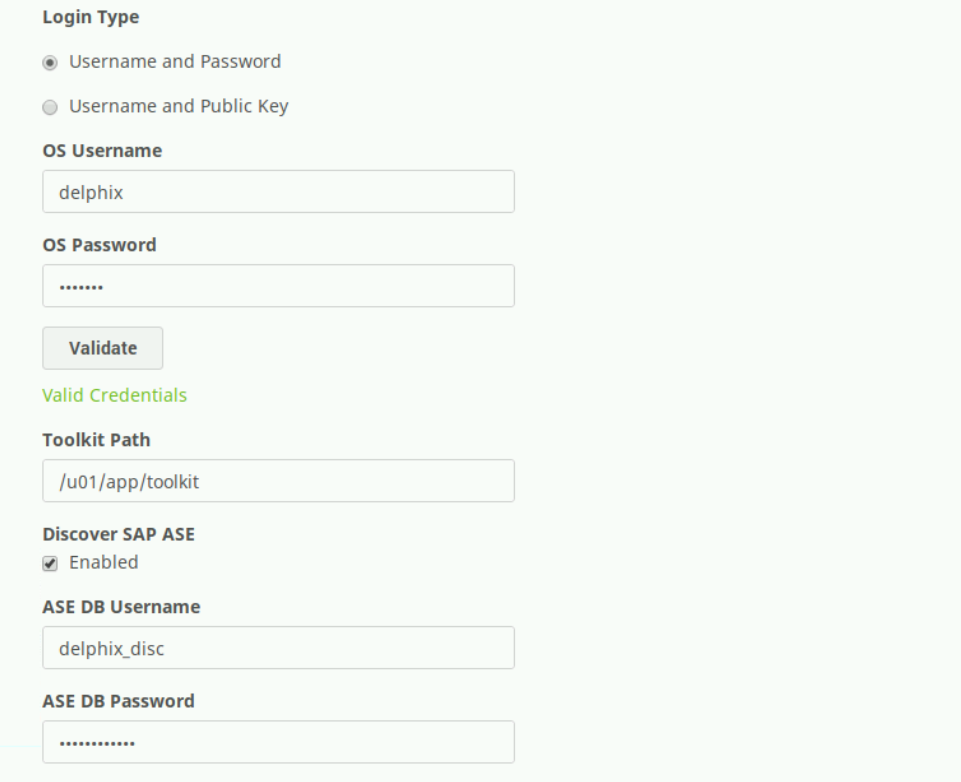 Login Type
Username and Password
Username and Public Key
OS Username
delphix
OS Password
•••••••
Validate
Valid Credentials
Toolkit Path
/u01/app/toolkit
Discover SAP ASE
Enabled
ASE DB Username
delphix_disc
ASE DB Password
••••••••••••